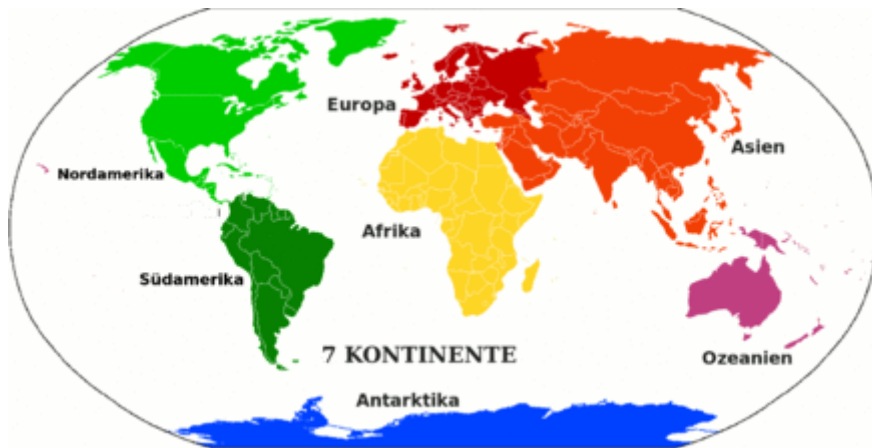 Europa
Asien
Nordamerika
Afrika
Südamerika
7 KONTINENTE
Ozeanien
Antarktika